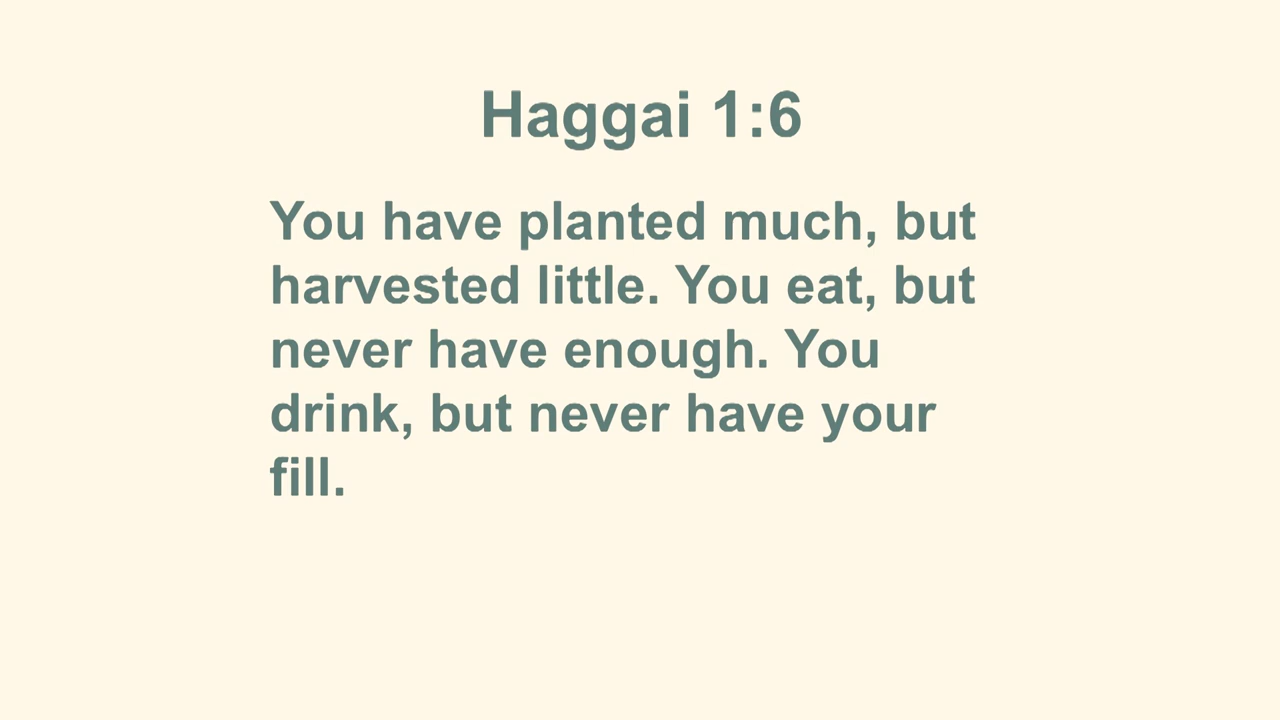 Haggai 1:6
You have planted much, but
harvested little. You eat, but
never have enough. You
drink, but never have your
fill.